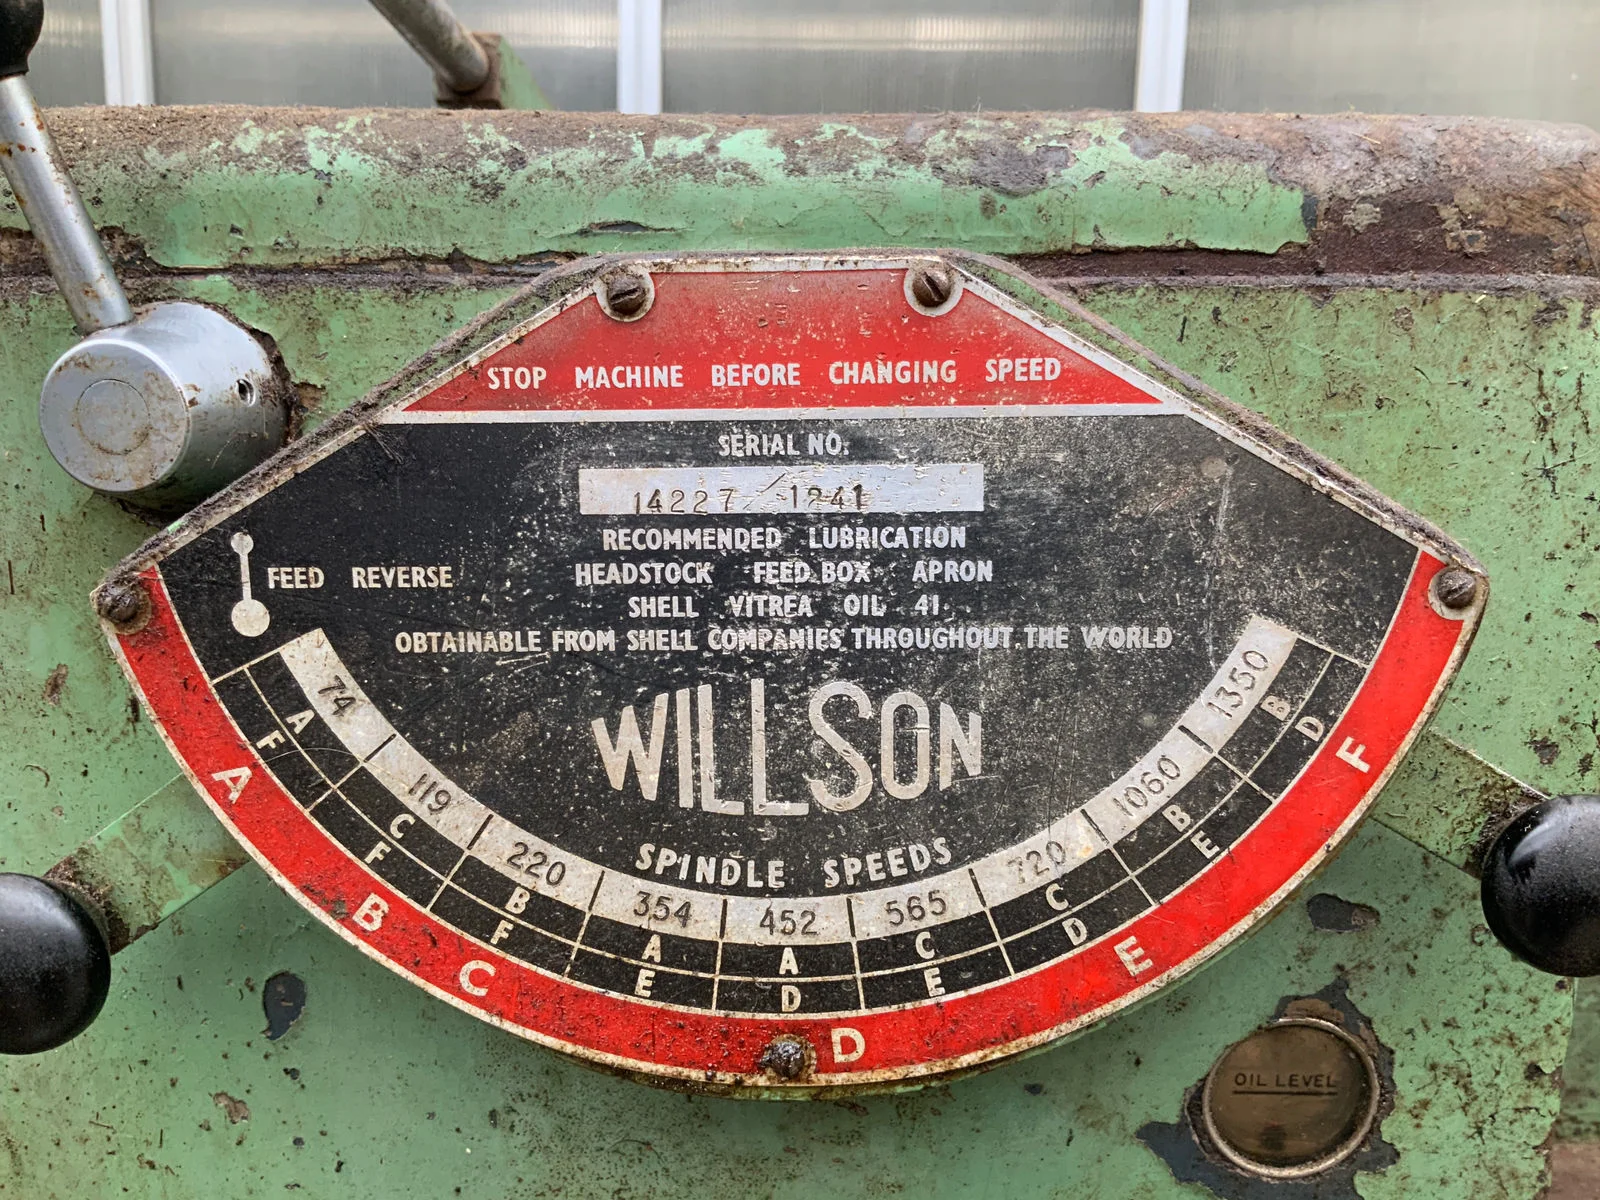 STOP MACHINE BEFORE CHANGING SPEED
SERIAL NO.
14227/1241
RECOMMENDED LUBRICATION
HEADSTOCK FEED BOX APRON
SHELL VITREA OIL 41.
OBTAINABLE FROM SHELL COMPANIES THROUGHOUT THE WORLD
FEED REVERSE
WILLSON
SPINDLE SPEEDS
74 119 220 354 452 565 720 1060 1350
A C B A A C C B B
F F F E D E D E D
A B C D E F
OIL LEVEL